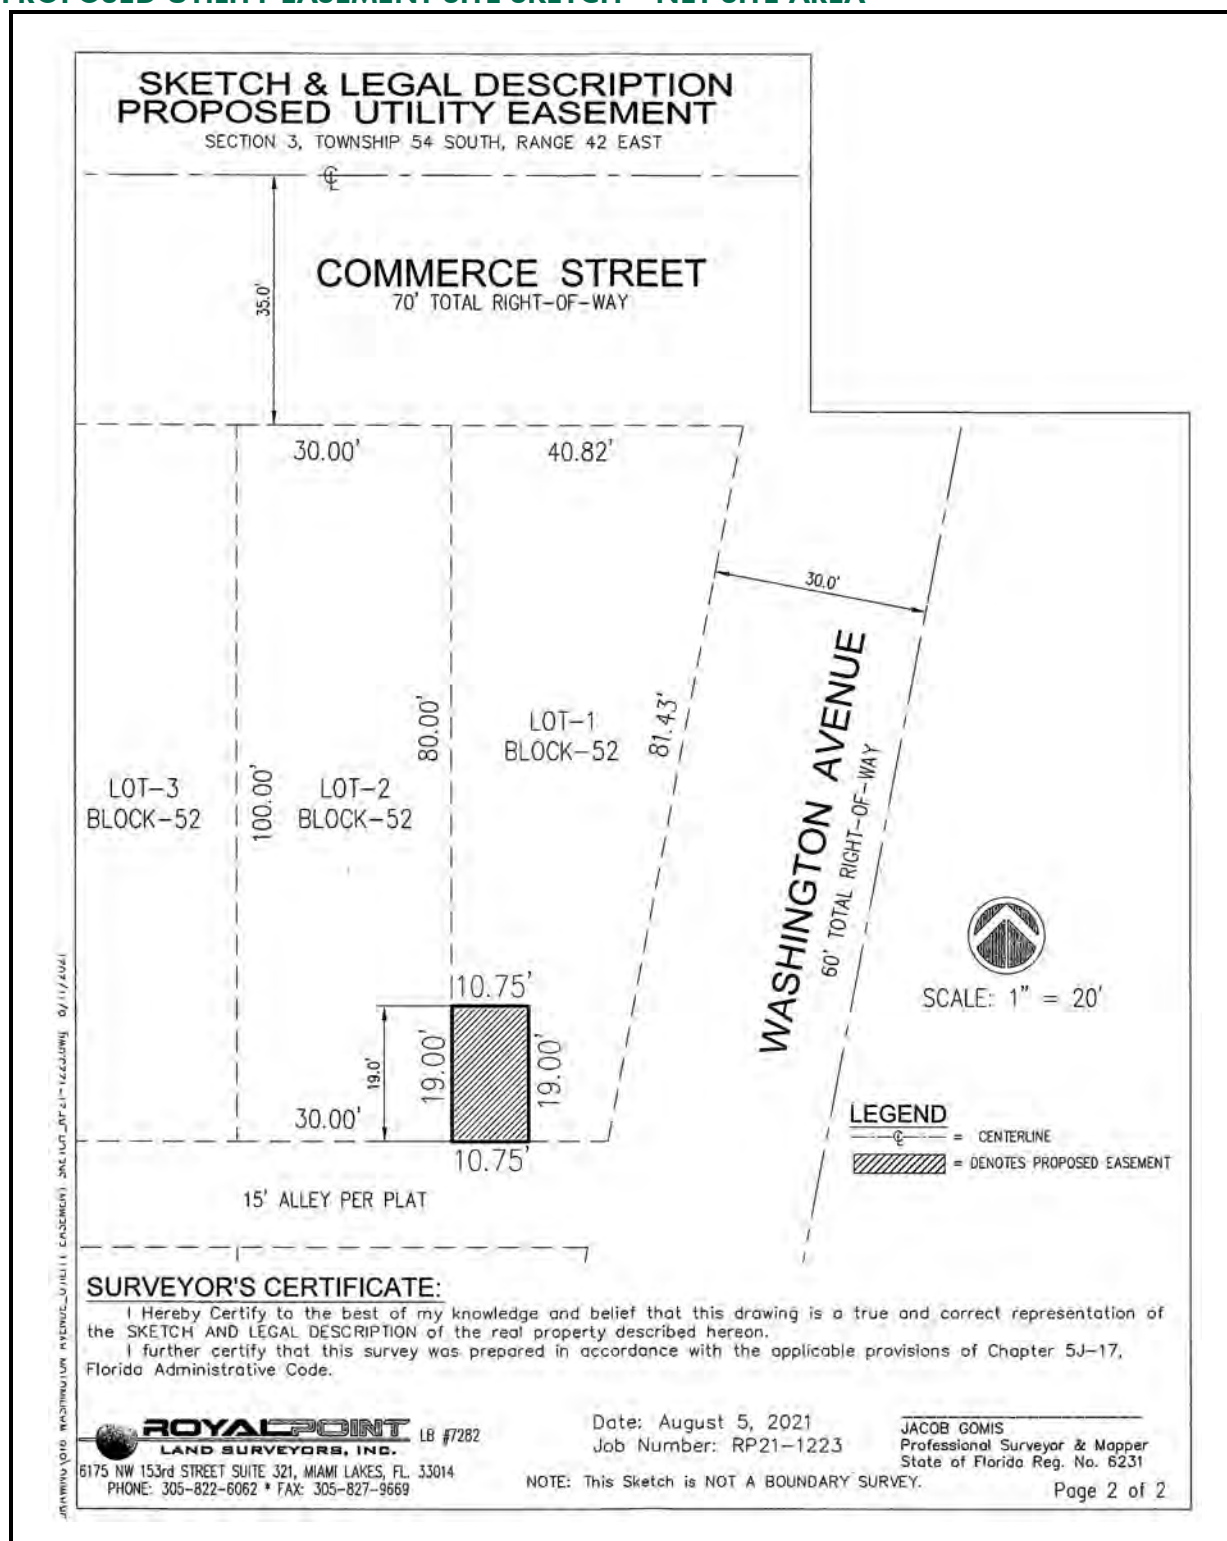 PROPOSED UTILITY EASEMENT SITE SKETCH – NET SITE AREA
SKETCH & LEGAL DESCRIPTION
PROPOSED UTILITY EASEMENT
SECTION 3, TOWNSHIP 54 SOUTH, RANGE 42 EAST
℄
35.0'
COMMERCE STREET
70' TOTAL RIGHT-OF-WAY
30.00'
40.82'
30.0'
LOT-3
BLOCK-52
100.00'
LOT-2
BLOCK-52
80.00'
LOT-1
BLOCK-52
81.43'
WASHINGTON AVENUE
60' TOTAL RIGHT-OF-WAY
SCALE: 1" = 20'
10.75'
19.0'
19.00'
19.00'
30.00'
10.75'
LEGEND
℄ = CENTERLINE
= DENOTES PROPOSED EASEMENT
15' ALLEY PER PLAT
SURVEYOR'S CERTIFICATE:
I Hereby Certify to the best of my knowledge and belief that this drawing is a true and correct representation of
the SKETCH AND LEGAL DESCRIPTION of the real property described hereon.
I further certify that this survey was prepared in accordance with the applicable provisions of Chapter 5J-17,
Florida Administrative Code.
ROYAL POINT LB #7282
LAND SURVEYORS, INC.
6175 NW 153rd STREET SUITE 321, MIAMI LAKES, FL. 33014
PHONE: 305-822-6062 * FAX: 305-827-9669
Date: August 5, 2021
Job Number: RP21-1223
NOTE: This Sketch is NOT A BOUNDARY SURVEY.
JACOB GOMIS
Professional Surveyor & Mapper
State of Florida Reg. No. 6231
Page 2 of 2